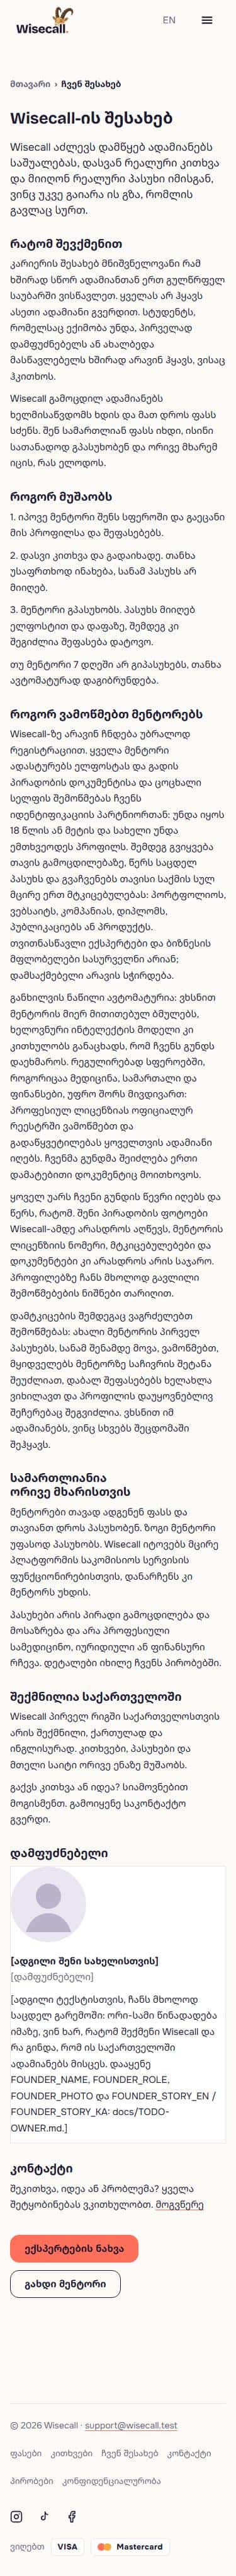 Wisecall
EN
მთავარი › ჩვენ შესახებ
Wisecall-ის შესახებ
Wisecall აძლევს დამწყებ ადამიანებს
საშუალებას, დასვან რეალური კითხვა
და მიიღონ რეალური პასუხი იმისგან,
ვინც უკვე გაიარა ის გზა, რომლის
გავლაც სურთ.
რატომ შევქმენით
კარიერის შესახებ მნიშვნელოვანი რამ
ხშირად სწორ ადამიანთან ერთ გულწრფელ
საუბარში ვისწავლეთ. ყველას არ ჰყავს
ასეთი ადამიანი გვერდით. სტუდენტს,
რომელსაც ექიმობა უნდა, პირველად
დამფუძნებელს ან ახალბედა
მასწავლებელს ხშირად არავინ ჰყავს, ვისაც
ჰკითხოს.
Wisecall გამოცდილ ადამიანებს
ხელმისაწვდომს ხდის და მათ დროს ფასს
სძენს. შენ სამართლიან ფასს იხდი, ისინი
სათანადოდ გპასუხობენ და ორივე მხარემ
იცის, რას ელოდოს.
როგორ მუშაობს
1. იპოვე მენტორი შენს სფეროში და გაეცანი
მის პროფილსა და შეფასებებს.
2. დასვი კითხვა და გადაიხადე. თანხა
უსაფრთხოდ ინახება, სანამ პასუხს არ
მიიღებ.
3. მენტორი გპასუხობს. პასუხს მიიღებ
ელფოსტით და დაფაზე, შემდეგ კი
შეგიძლია შეფასება დატოვო.
თუ მენტორი 7 დღეში არ გიპასუხებს, თანხა
ავტომატურად დაგიბრუნდება.
როგორ ვამოწმებთ მენტორებს
Wisecall-ზე არავინ ჩნდება უბრალოდ
რეგისტრაციით. ყველა მენტორი
ადასტურებს ელფოსტას და გადის
პირადობის დოკუმენტისა და ცოცხალი
სელფის შემოწმებას ჩვენს
იდენტიფიკაციის პარტნიორთან: უნდა იყოს
18 წლის ან მეტის და სახელი უნდა
ემთხვეოდეს პროფილს. შემდეგ გვიყვება
თავის გამოცდილებაზე, წერს საცდელ
პასუხს და გვაჩვენებს თავისი საქმის სულ
მცირე ერთ მტკიცებულებას: პორტფოლიოს,
ვებსაიტს, კომპანიას, დიპლომს,
პუბლიკაციებს ან პროდუქტს.
თვითნასწავლი ექსპერტები და ბიზნესის
მფლობელები სასურველნი არიან;
დამსაქმებელი არავის სჭირდება.
განხილვის ნაწილი ავტომატურია: ვხსნით
მენტორის მიერ მითითებულ ბმულებს,
ხელოვნური ინტელექტის მოდელი კი
კითხულობს განაცხადს, რომ ჩვენს გუნდს
დაეხმაროს. რეგულირებად სფეროებში,
როგორიცაა მედიცინა, სამართალი და
ფინანსები, უფრო შორს მივდივართ:
პროფესიულ ლიცენზიას ოფიციალურ
რეესტრში ვამოწმებთ და
გადაწყვეტილებას ყოველთვის ადამიანი
იღებს. ჩვენმა გუნდმა შეიძლება ერთი
დამატებითი დოკუმენტიც მოითხოვოს.
ყოველ უარს ჩვენი გუნდის წევრი იღებს და
წერს, რატომ. შენი პირადობის ფოტოები
Wisecall-ამდე არასდროს აღწევს, მენტორის
ლიცენზიის ნომერი, მტკიცებულებები და
დოკუმენტები კი არასდროს არის საჯარო.
პროფილებზე ჩანს მხოლოდ გავლილი
შემოწმებების ნიშნები თარიღით.
დამტკიცების შემდეგაც ვაგრძელებთ
შემოწმებას: ახალი მენტორის პირველ
პასუხებს, სანამ შენამდე მოვა, ვამოწმებთ,
მყიდველებს მენტორზე საჩივრის შეტანა
შეუძლიათ, დაბალ შეფასებებს ხელახლა
ვიხილავთ და პროფილის დაუყოვნებლივ
შეჩერებაც შეგვიძლია. ვხსნით იმ
ადამიანებს, ვინც სხვებს შეცდომაში
შეჰყავს.
სამართლიანია
ორივე მხარისთვის
მენტორები თავად ადგენენ ფასს და
თავიანთ დროს პასუხობენ. ზოგი მენტორი
უფასოდ პასუხობს. Wisecall იტოვებს მცირე
პლატფორმის საკომისიოს სერვისის
ფუნქციონირებისთვის, დანარჩენს კი
მენტორს უხდის.
პასუხები არის პირადი გამოცდილება და
მოსაზრება და არა პროფესიული
სამედიცინო, იურიდიული ან ფინანსური
რჩევა. დეტალები იხილე ჩვენს პირობებში.
შექმნილია საქართველოში
Wisecall პირველ რიგში საქართველოსთვის
არის შექმნილი, ქართულად და
ინგლისურად. კითხვები, პასუხები და
მთელი საიტი ორივე ენაზე მუშაობს.
გაქვს კითხვა ან იდეა? სიამოვნებით
მოგისმენთ. გამოიყენე საკონტაქტო
გვერდი.
დამფუძნებელი
[ადგილი შენი სახელისთვის]
[დამფუძნებელი]
[ადგილი ტექსტისთვის, ჩანს მხოლოდ
საცდელ გარემოში: ორი-სამი წინადადება
იმაზე, ვინ ხარ, რატომ შექმენი Wisecall და
რა გინდა, რომ ის საქართველოში
ადამიანებს მისცეს. დააყენე
FOUNDER_NAME, FOUNDER_ROLE,
FOUNDER_PHOTO და FOUNDER_STORY_EN /
FOUNDER_STORY_KA: docs/TODO-
OWNER.md.]
კონტაქტი
შეკითხვა, იდეა ან პრობლემა? ყველა
შეტყობინებას ვკითხულობთ. მოგვწერე
ექსპერტების ნახვა
გახდი მენტორი
© 2026 Wisecall · support@wisecall.test
ფასები კითხვები ჩვენ შესახებ კონტაქტი
პირობები კონფიდენციალურობა
ვიღებთ VISA Mastercard